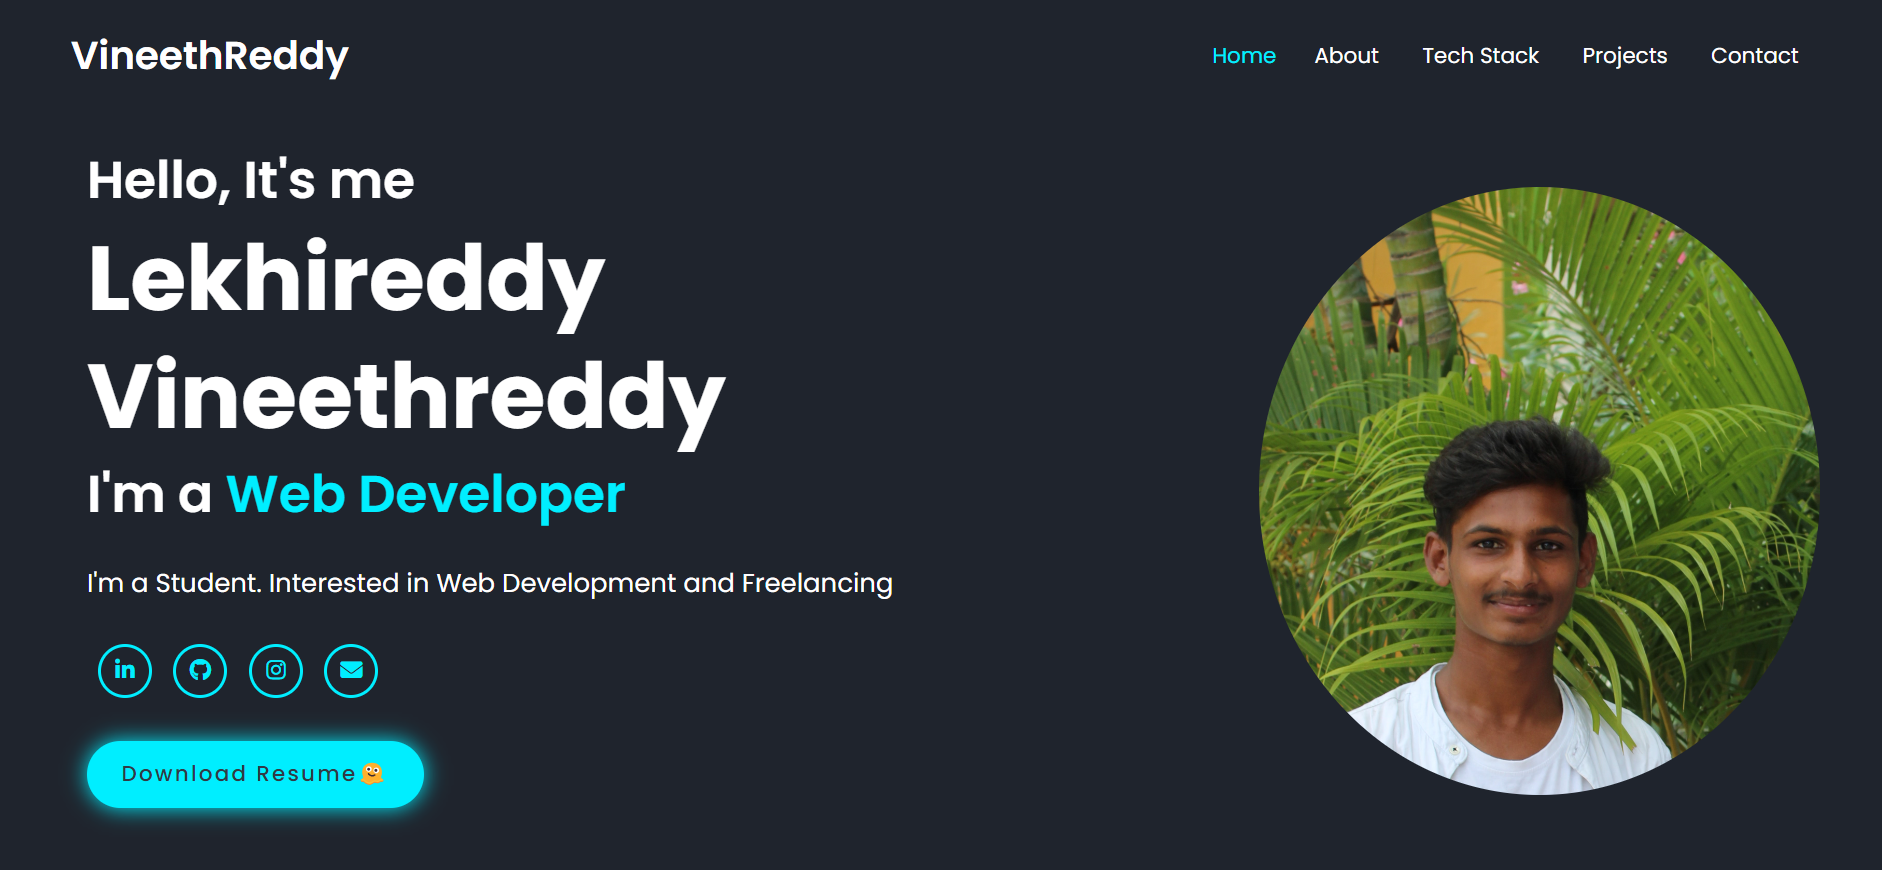 VineethReddy
Home About Tech Stack Projects Contact
Hello, It's me
Lekhireddy
Vineethreddy
I'm a Web Developer
I'm a Student. Interested in Web Development and Freelancing
in
Download Resume